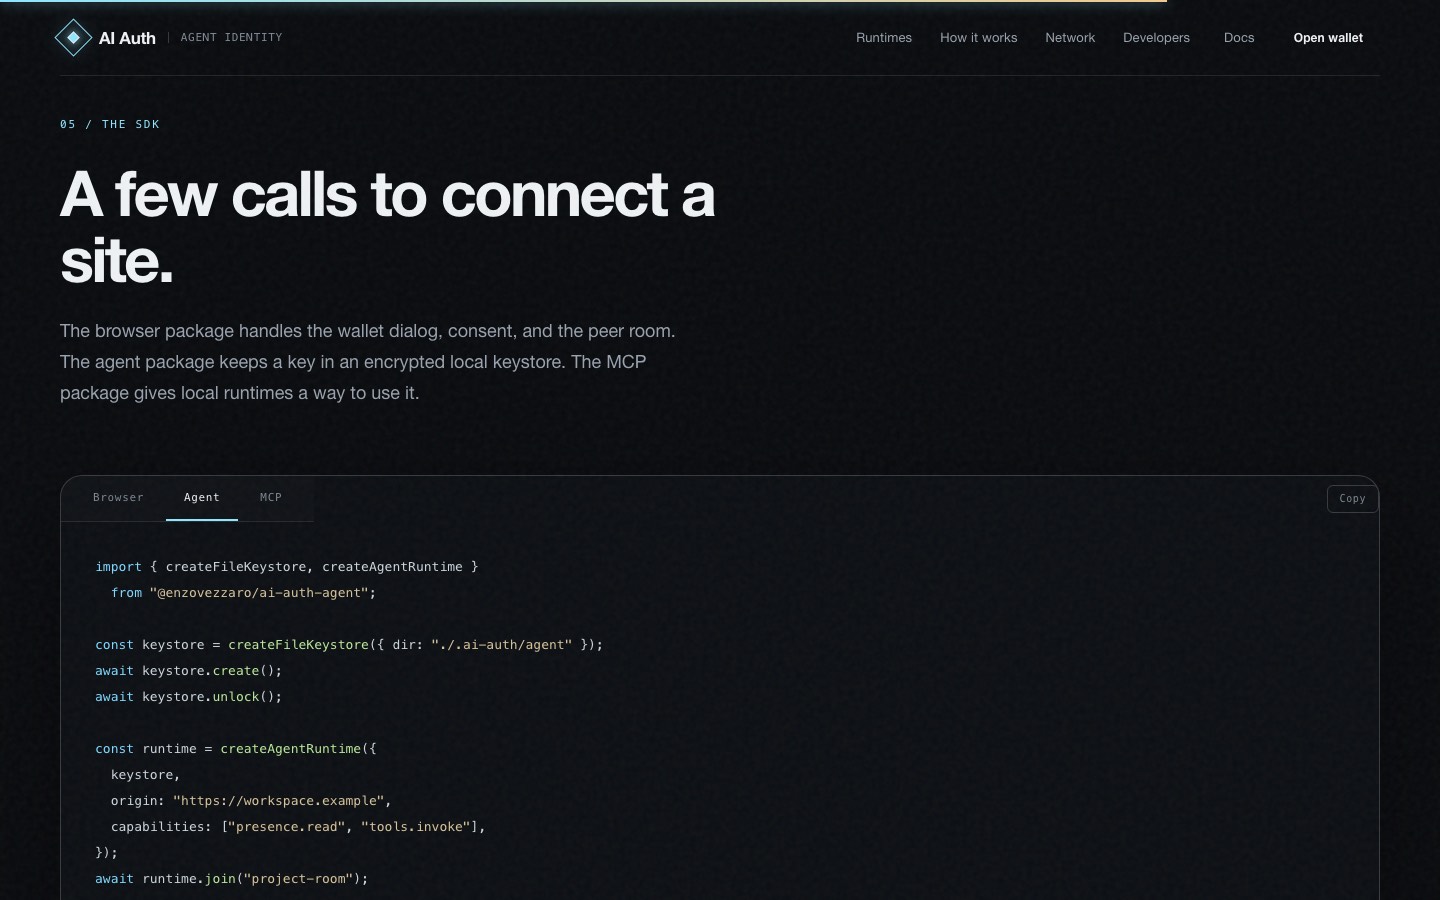 AI Auth AGENT IDENTITY Runtimes How it works Network Developers Docs Open wallet
05 / THE SDK
A few calls to connect a
site.
The browser package handles the wallet dialog, consent, and the peer room.
The agent package keeps a key in an encrypted local keystore. The MCP
package gives local runtimes a way to use it.
Browser Agent MCP Copy
import { createFileKeystore, createAgentRuntime }
  from "@enzovezzaro/ai-auth-agent";
const keystore = createFileKeystore({ dir: "./.ai-auth/agent" });
await keystore.create();
await keystore.unlock();
const runtime = createAgentRuntime({
  keystore,
  origin: "https://workspace.example",
  capabilities: ["presence.read", "tools.invoke"],
});
await runtime.join("project-room");